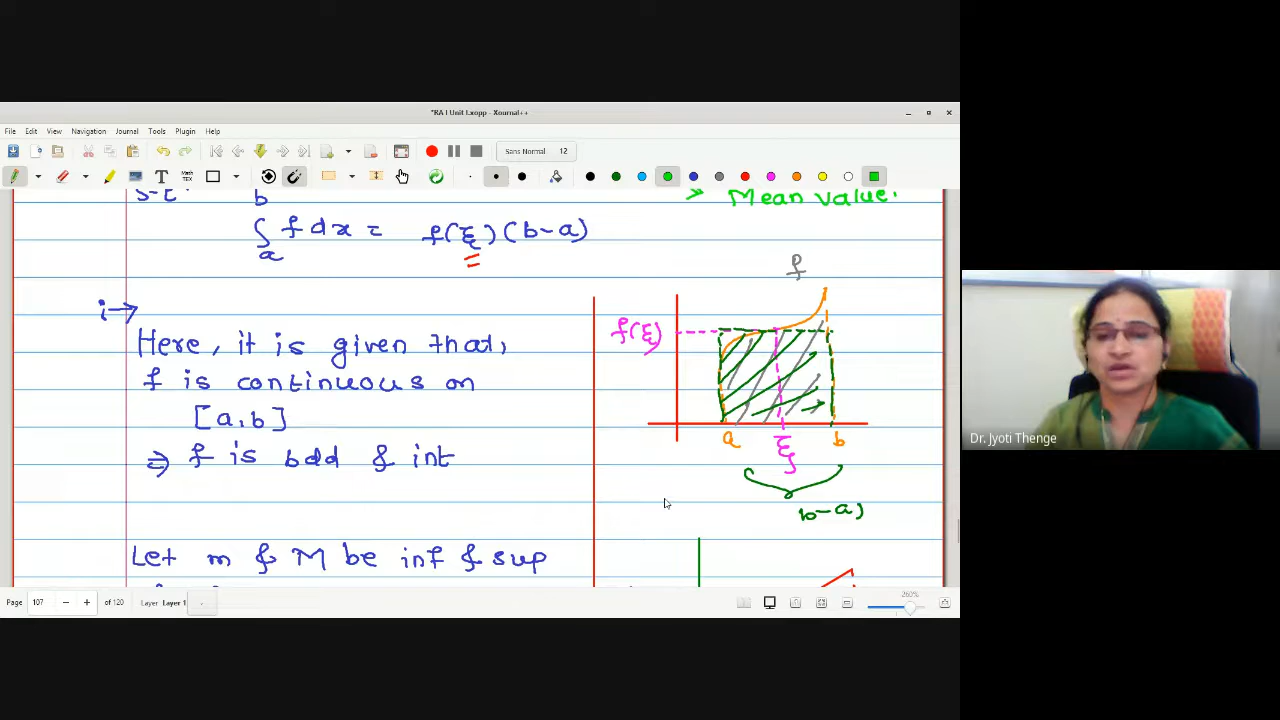 *RA I Unit I.xopp - Xournal++
File Edit View Navigation Journal Tools Plugin Help
Sans Normal 12
S-t
Mean value.
b
∫ f dx = f(ξ)(b-a)
a
f
i→
Here, it is given that,
f is continuous on
[a,b]
⇒ f is bdd & int
f(ξ)
a ξ b
b-a)
Let m & M be inf & sup
Dr. Jyoti Thenge
Page 107 of 120 Layer Layer 1
260%